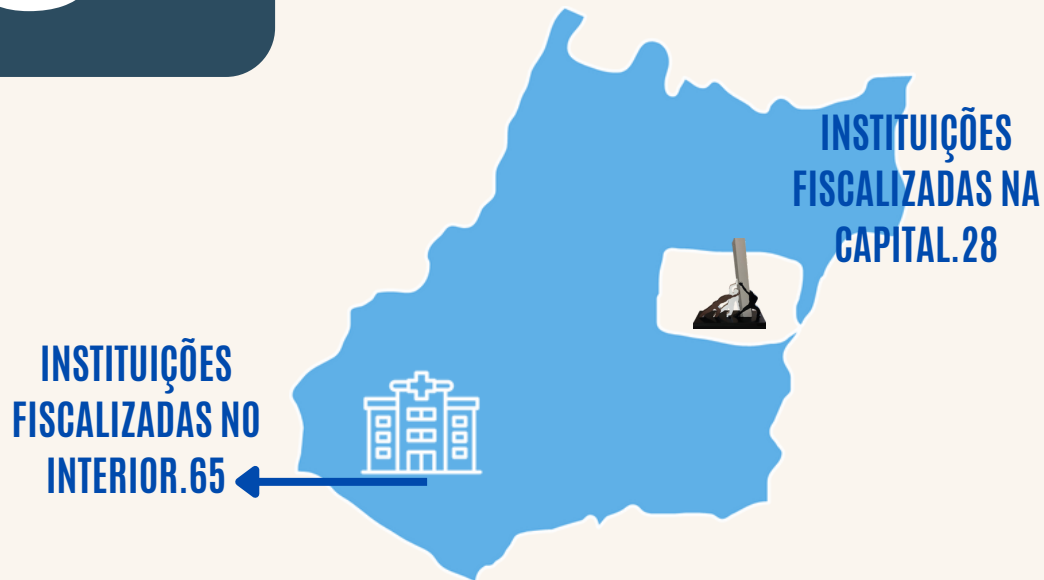 INSTITUIÇÕES
FISCALIZADAS NA
CAPITAL.28
INSTITUIÇÕES
FISCALIZADAS NO
INTERIOR.65